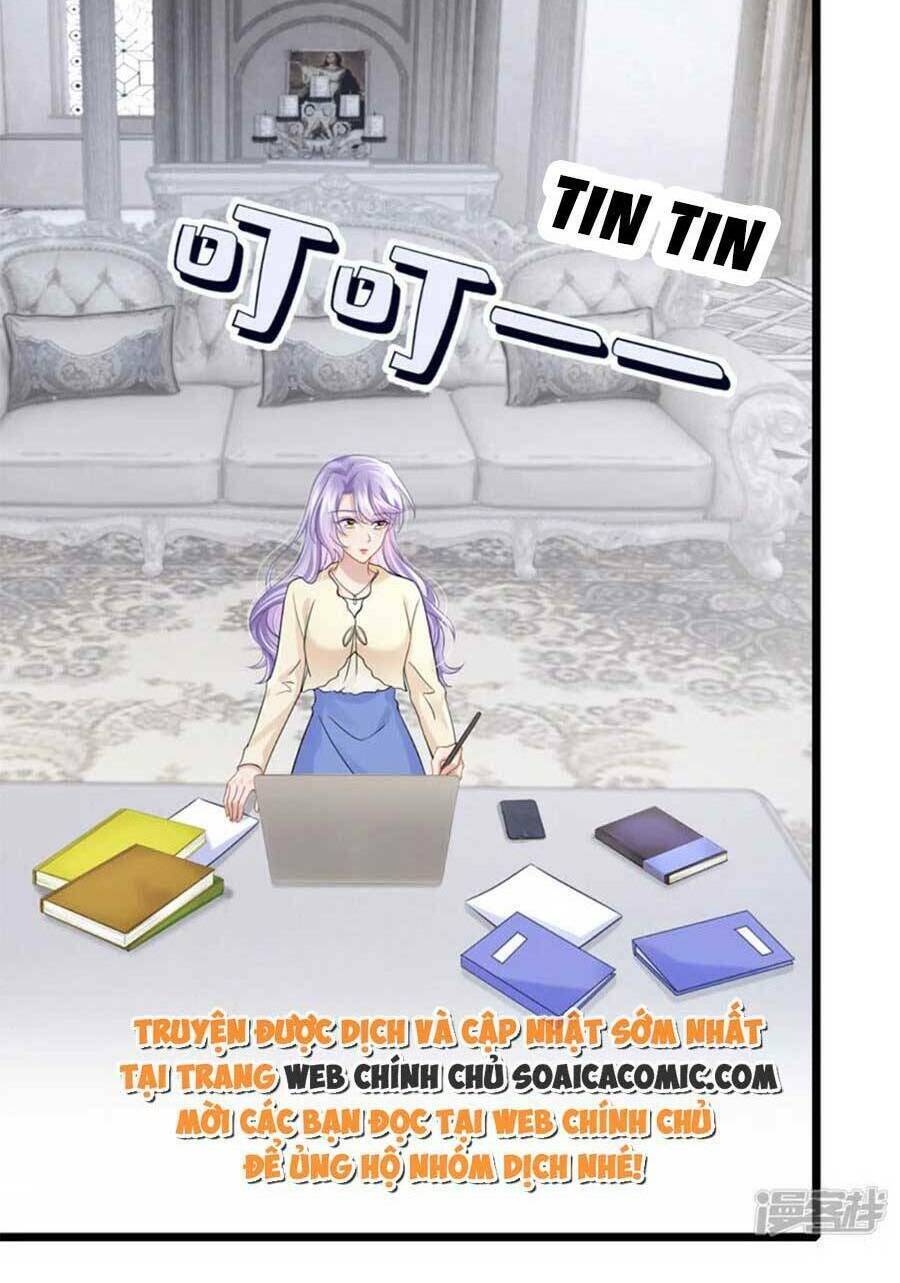 TIN TIN
叮叮——
TRUYỆN ĐƯỢC DỊCH VÀ CẬP NHẬT SỚM NHẤT
TẠI TRANG WEB CHÍNH CHỦ SOAICACOMIC.COM
MỜI CÁC BẠN ĐỌC TẠI WEB CHÍNH CHỦ
ĐỂ ỦNG HỘ NHÓM DỊCH NHÉ!
漫客栈